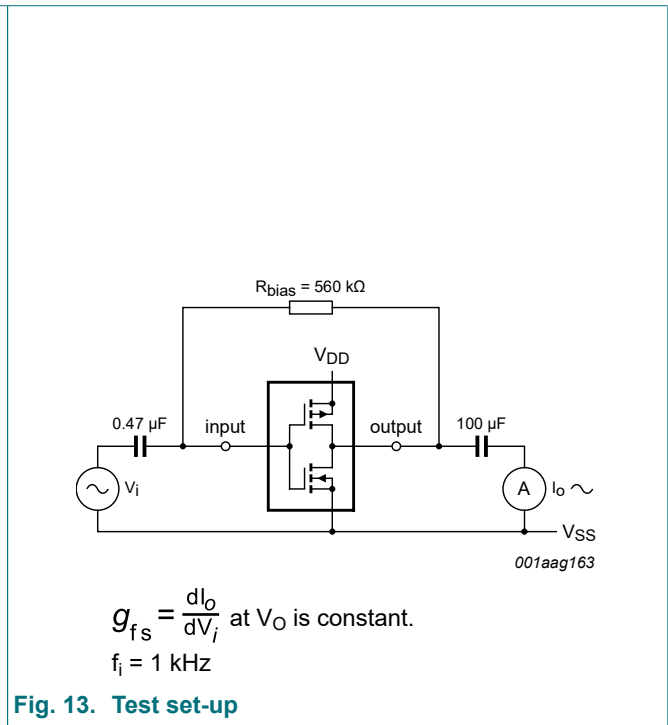 Rbias = 560 kΩ
VDD
0.47 µF
input
output
100 µF
Vi
A
Io
VSS
001aag163
gfs = dIo/dVi at VO is constant.
fi = 1 kHz
Fig. 13. Test set-up